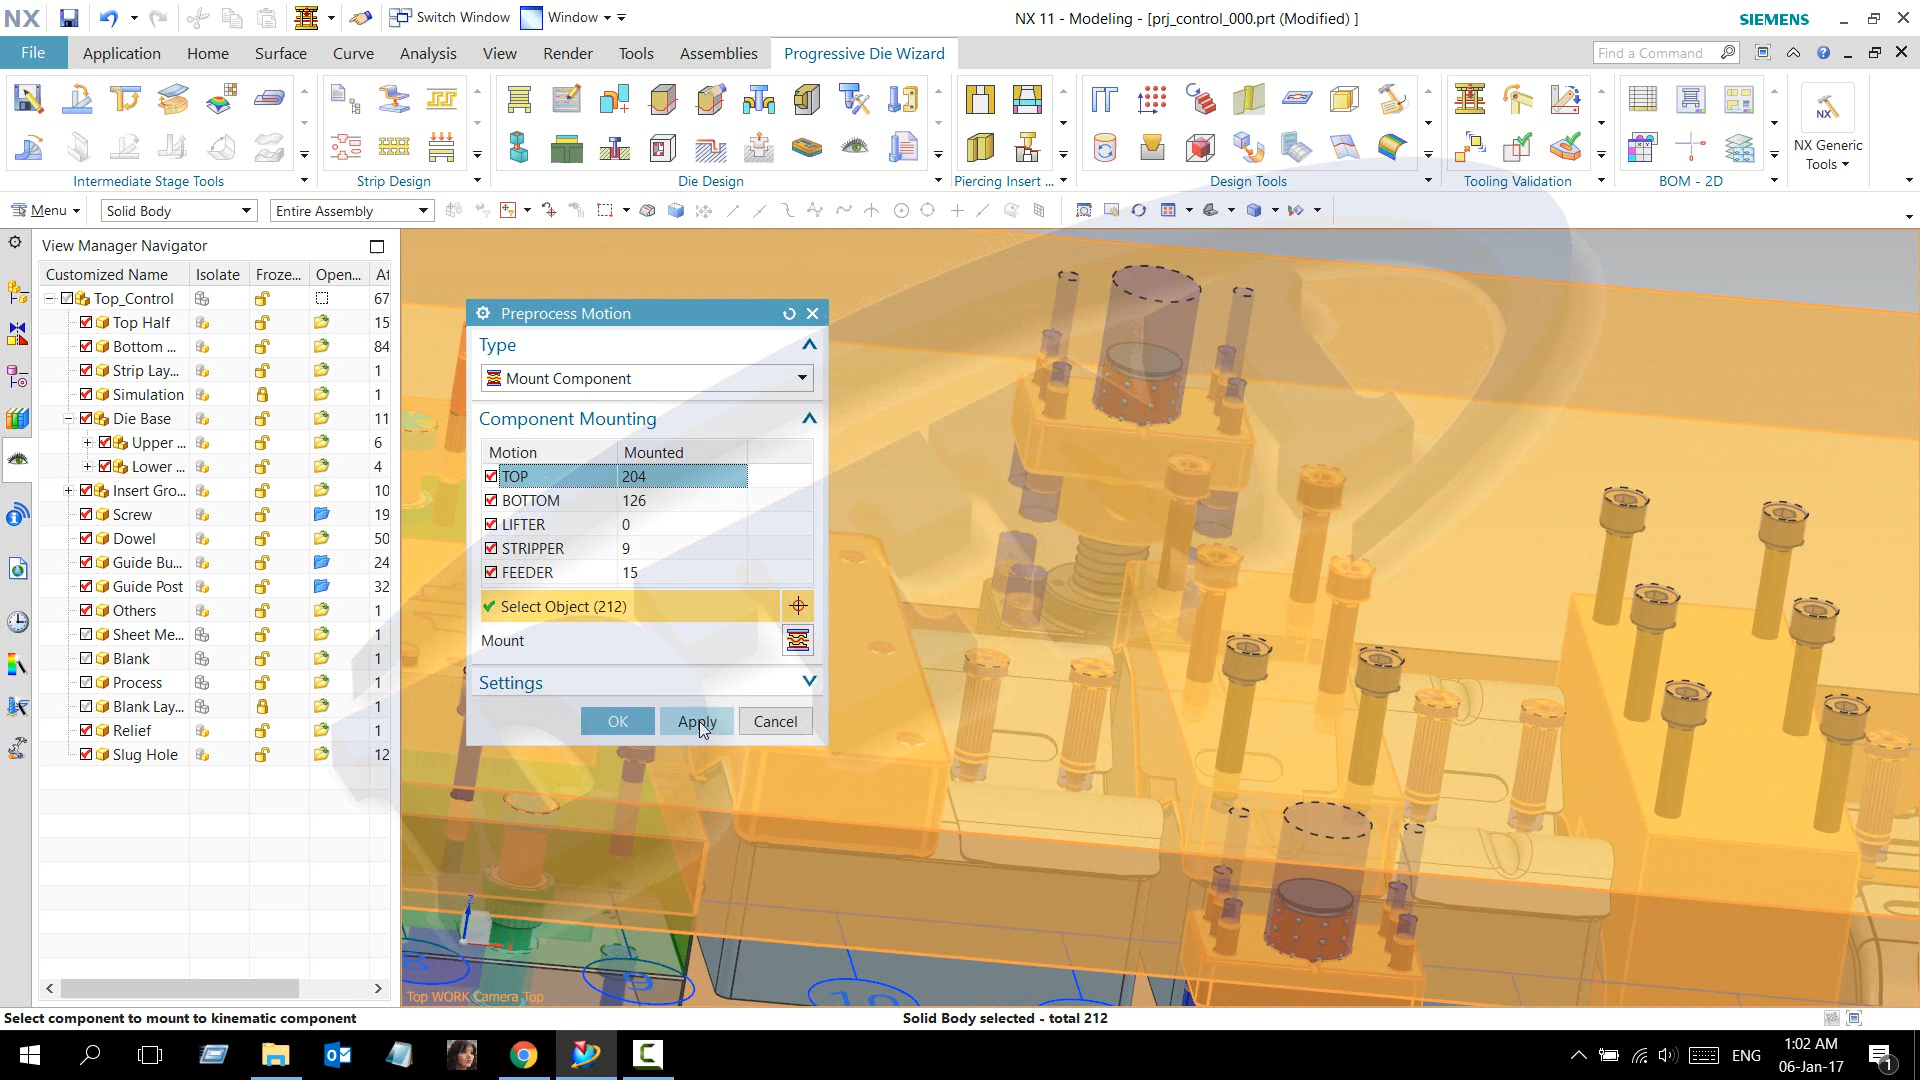 NX
Switch Window
Window
NX 11 - Modeling - [prj_control_000.prt (Modified) ]
SIEMENS
File
Application
Home
Surface
Curve
Analysis
View
Render
Tools
Assemblies
Progressive Die Wizard
Find a Command
NX
NX Generic
Tools
Intermediate Stage Tools
Strip Design
Die Design
Piercing Insert ...
Design Tools
Tooling Validation
BOM - 2D
Menu
Solid Body
Entire Assembly
View Manager Navigator
Customized Name
Isolate
Froze...
Open...
At
Top_Control
67
Top Half
15
Bottom ...
84
Strip Lay...
1
Simulation
1
Die Base
11
Upper ...
6
Lower ...
4
Insert Gro...
10
Screw
19
Dowel
50
Guide Bu...
24
Guide Post
32
Others
1
Sheet Me...
1
Blank
1
Process
1
Blank Lay...
1
Relief
1
Slug Hole
12
Preprocess Motion
Type
Mount Component
Component Mounting
Motion
Mounted
TOP
204
BOTTOM
126
LIFTER
0
STRIPPER
9
FEEDER
15
Select Object (212)
Mount
Settings
OK
Apply
Cancel
Z
9
10
Top WORK Camera Top
Select component to mount to kinematic component
Solid Body selected - total 212
ENG
1:02 AM
06-Jan-17
1